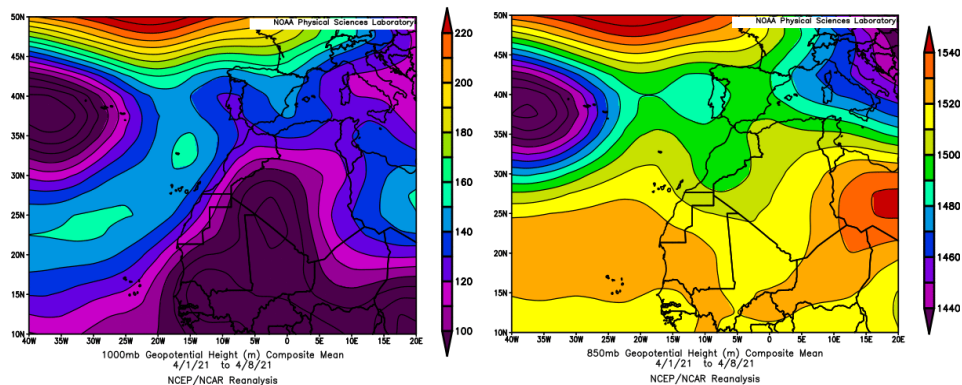 NOAA Physical Sciences Laboratory
50N
45N
40N
35N
30N
25N
20N
15N
10N
40W 35W 30W 25W 20W 15W 10W 5W 0 5E 10E 15E 20E
220
200
180
160
140
120
100
1000mb Geopotential Height (m) Composite Mean
4/1/21 to 4/8/21
NCEP/NCAR Reanalysis
NOAA Physical Sciences Laboratory
50N
45N
40N
35N
30N
25N
20N
15N
10N
40W 35W 30W 25W 20W 15W 10W 5W 0 5E 10E 15E 20E
1540
1520
1510
1500
1480
1460
1440
850mb Geopotential Height (m) Composite Mean
4/1/21 to 4/8/21
NCEP/NCAR Reanalysis